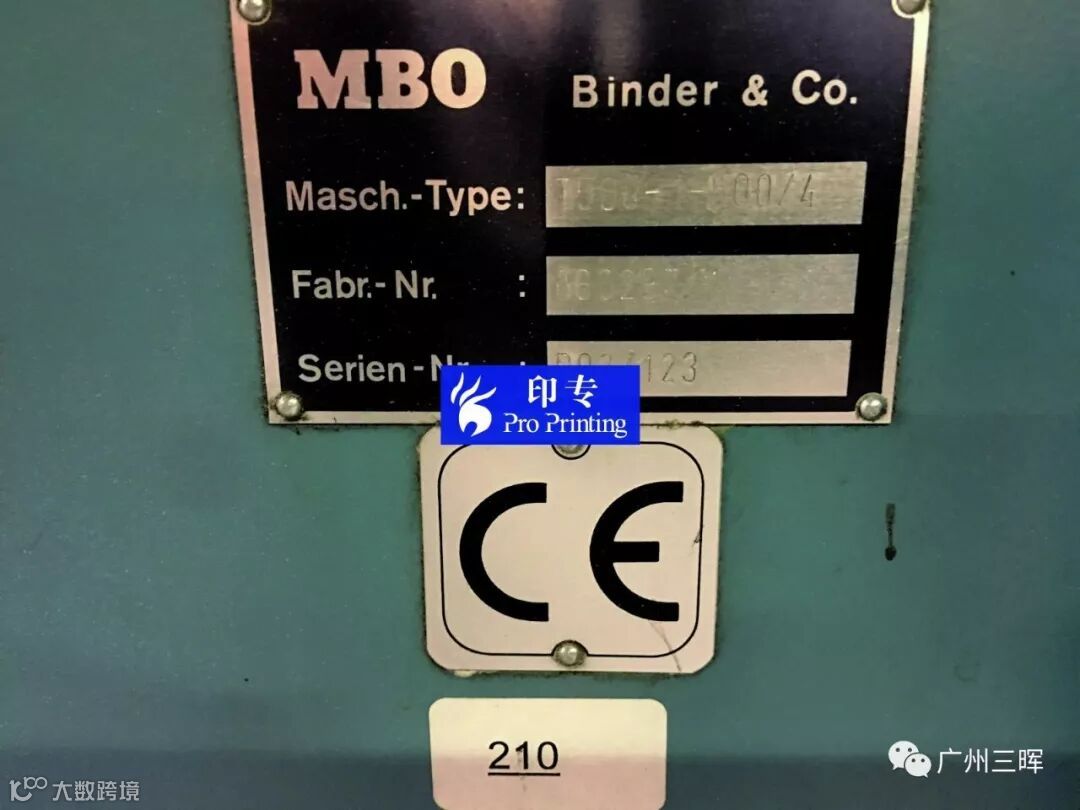 MBO Binder & Co.
Masch.-Type:
Fabr.-Nr. :
Serien-Nr. :
印专
Pro Printing
CE
210
广州三晖
大数跨境